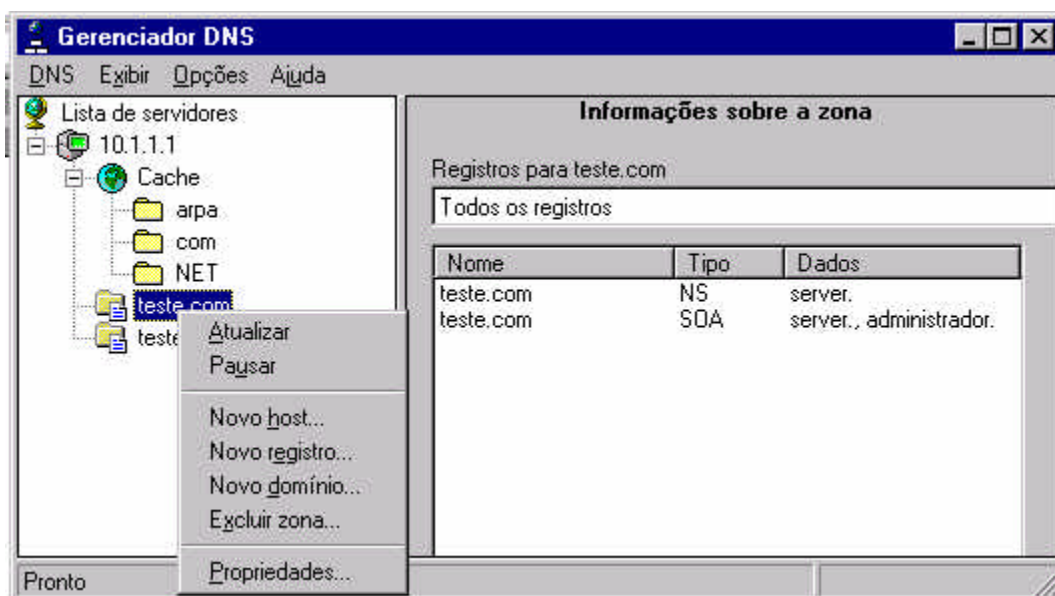 Gerenciador DNS
DNS Exibir Opções Ajuda
Lista de servidores
10.1.1.1
Cache
arpa
com
NET
teste.com
teste
Atualizar
Pausar
Novo host...
Novo registro...
Novo domínio...
Excluir zona...
Propriedades...
Informações sobre a zona
Registros para teste.com
Todos os registros
Nome Tipo Dados
teste.com NS server.
teste.com SOA server., administrador.
Pronto